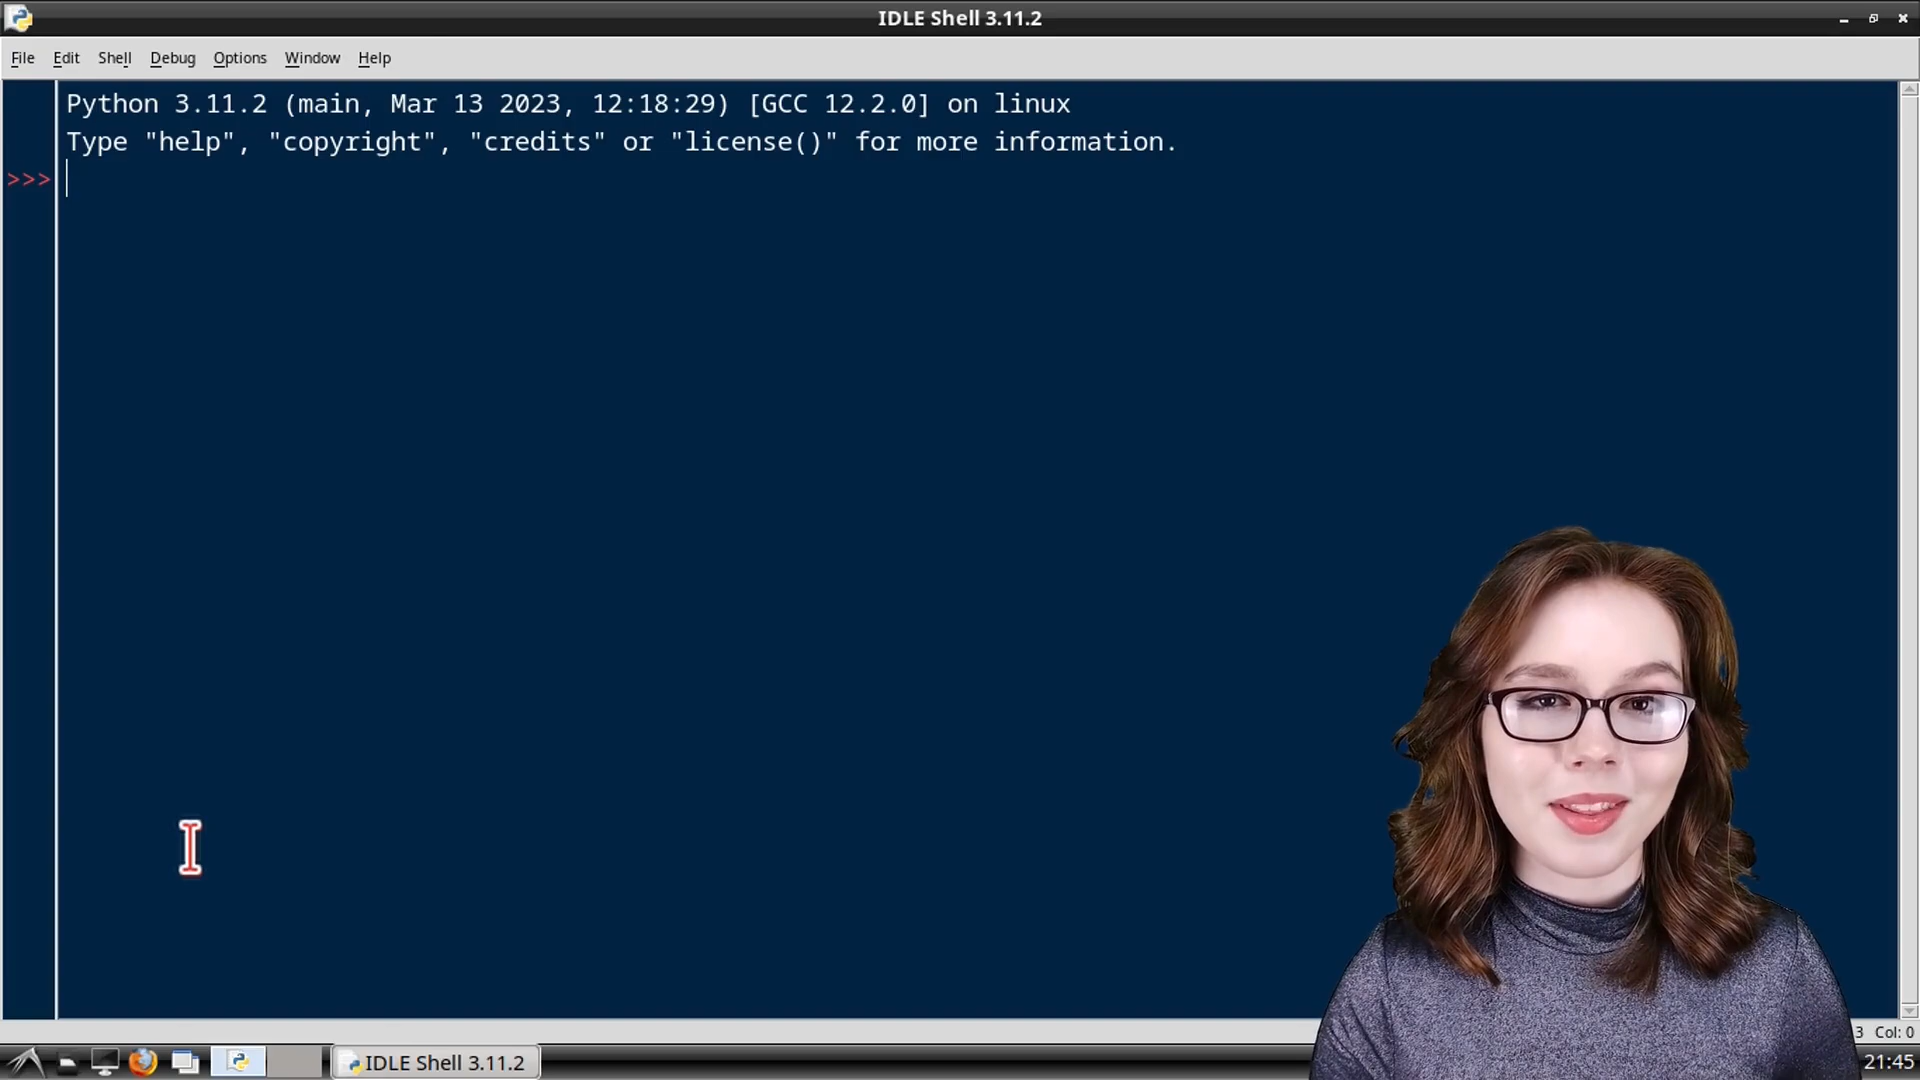 IDLE Shell 3.11.2
File Edit Shell Debug Options Window Help
Python 3.11.2 (main, Mar 13 2023, 12:18:29) [GCC 12.2.0] on linux
Type "help", "copyright", "credits" or "license()" for more information.
>>>
3 Col: 0
IDLE Shell 3.11.2
21:45